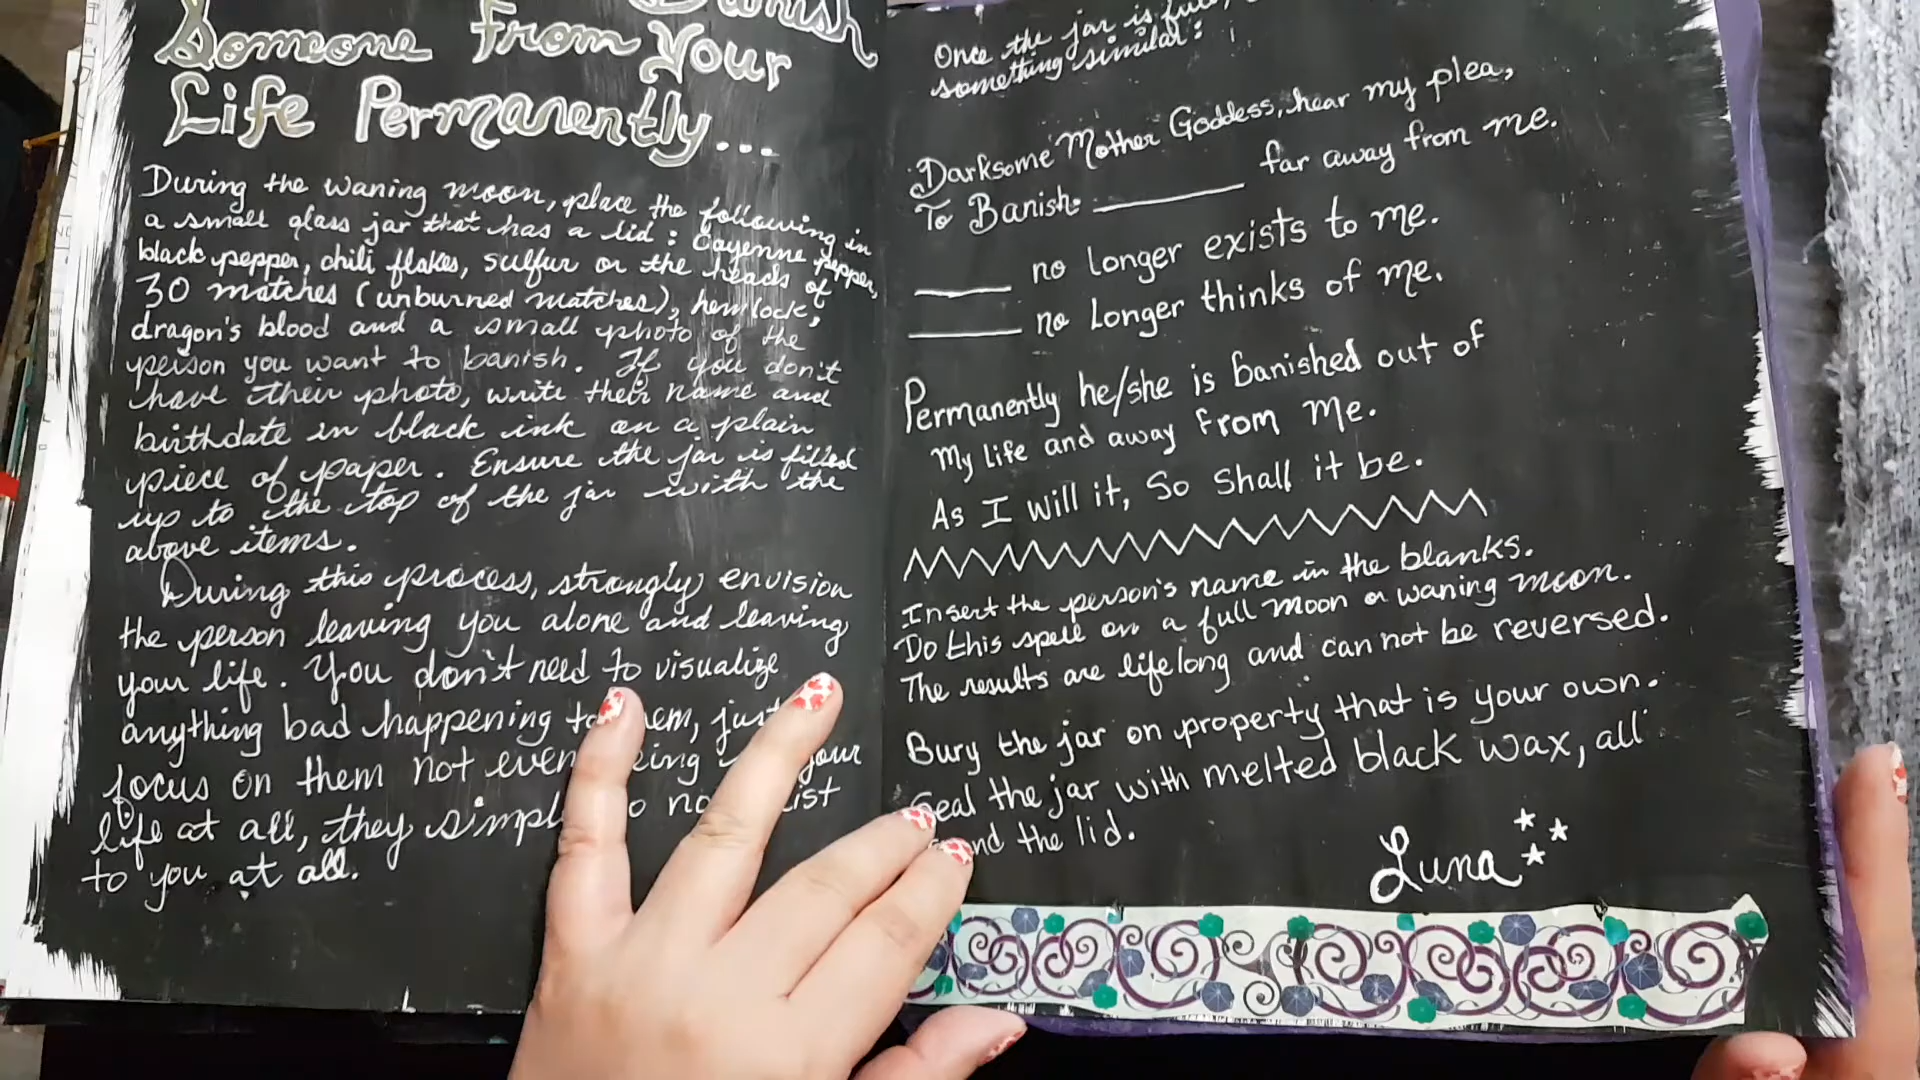 Banish
Someone From Your
Life Permanently...
During the waning moon, place the following in
a small glass jar that has a lid: Cayenne pepper,
black pepper, chili flakes, sulfur or the heads of
30 matches (unburned matches), hemlock,
dragon's blood and a small photo of the
person you want to banish. If you don't
have their photo, write their name and
birthdate in black ink on a plain
piece of paper. Ensure the jar is filled
up to the top of the jar with the
above items.
During this process, strongly envision
the person leaving you alone and leaving
your life. You don't need to visualize
anything bad happening to them, just
focus on them not even your
life at all, they
to you at all.
Once the jar is full,
something similar:
Darksome Mother Goddess, hear my plea,
To Banish ______ far away from me.
______ no longer exists to me.
______ no longer thinks of me.
Permanently he/she is banished out of
my life and away from me.
As I will it, So Shall it be.
Insert the person's name in the blanks.
Do this spell on a full moon or waning moon.
The results are lifelong and can not be reversed.
Bury the jar on property that is your own.
Seal the jar with melted black wax, all
the lid.
Luna